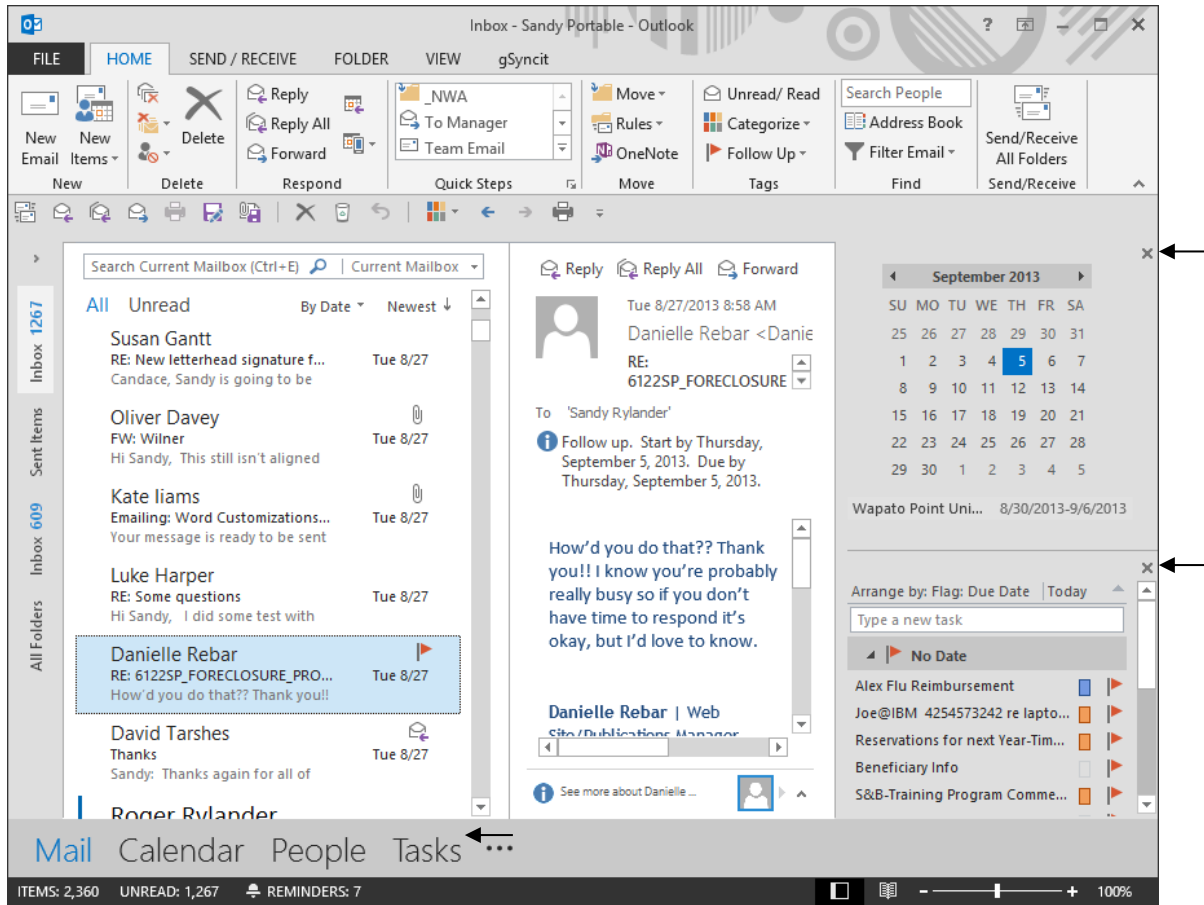 Inbox - Sandy Portable - Outlook
?
FILE HOME SEND / RECEIVE FOLDER VIEW gSyncit
New Email
New Items
New
Delete
Delete
Reply
Reply All
Forward
Respond
_NWA
To Manager
Team Email
Quick Steps
Move
Rules
OneNote
Move
Unread/ Read
Categorize
Follow Up
Tags
Search People
Address Book
Filter Email
Find
Send/Receive All Folders
Send/Receive
Inbox 1267
Sent Items
Inbox 609
All Folders
Search Current Mailbox (Ctrl+E) Current Mailbox
All Unread By Date Newest ↓
Susan Gantt
RE: New letterhead signature f... Tue 8/27
Candace, Sandy is going to be
Oliver Davey
FW: Wilner Tue 8/27
Hi Sandy, This still isn't aligned
Kate Iiams
Emailing: Word Customizations... Tue 8/27
Your message is ready to be sent
Luke Harper
RE: Some questions Tue 8/27
Hi Sandy, I did some test with
Danielle Rebar
RE: 6122SP_FORECLOSURE_PRO... Tue 8/27
How'd you do that?? Thank you!!
David Tarshes
Thanks Tue 8/27
Sandy: Thanks again for all of
Roger Rylander
Reply Reply All Forward
Tue 8/27/2013 8:58 AM
Danielle Rebar <Danie
RE:
6122SP_FORECLOSURE
To 'Sandy Rylander'
Follow up. Start by Thursday,
September 5, 2013. Due by
Thursday, September 5, 2013.
How'd you do that?? Thank
you!! I know you're probably
really busy so if you don't
have time to respond it's
okay, but I'd love to know.
Danielle Rebar | Web
Site/Publications Manager
See more about Danielle ...
September 2013
SU MO TU WE TH FR SA
25 26 27 28 29 30 31
1 2 3 4 5 6 7
8 9 10 11 12 13 14
15 16 17 18 19 20 21
22 23 24 25 26 27 28
29 30 1 2 3 4 5
Wapato Point Uni... 8/30/2013-9/6/2013
Arrange by: Flag: Due Date Today
Type a new task
No Date
Alex Flu Reimbursement
Joe@IBM 4254573242 re lapto...
Reservations for next Year-Tim...
Beneficiary Info
S&B-Training Program Comme...
Mail Calendar People Tasks ...
ITEMS: 2,360 UNREAD: 1,267 REMINDERS: 7 100%